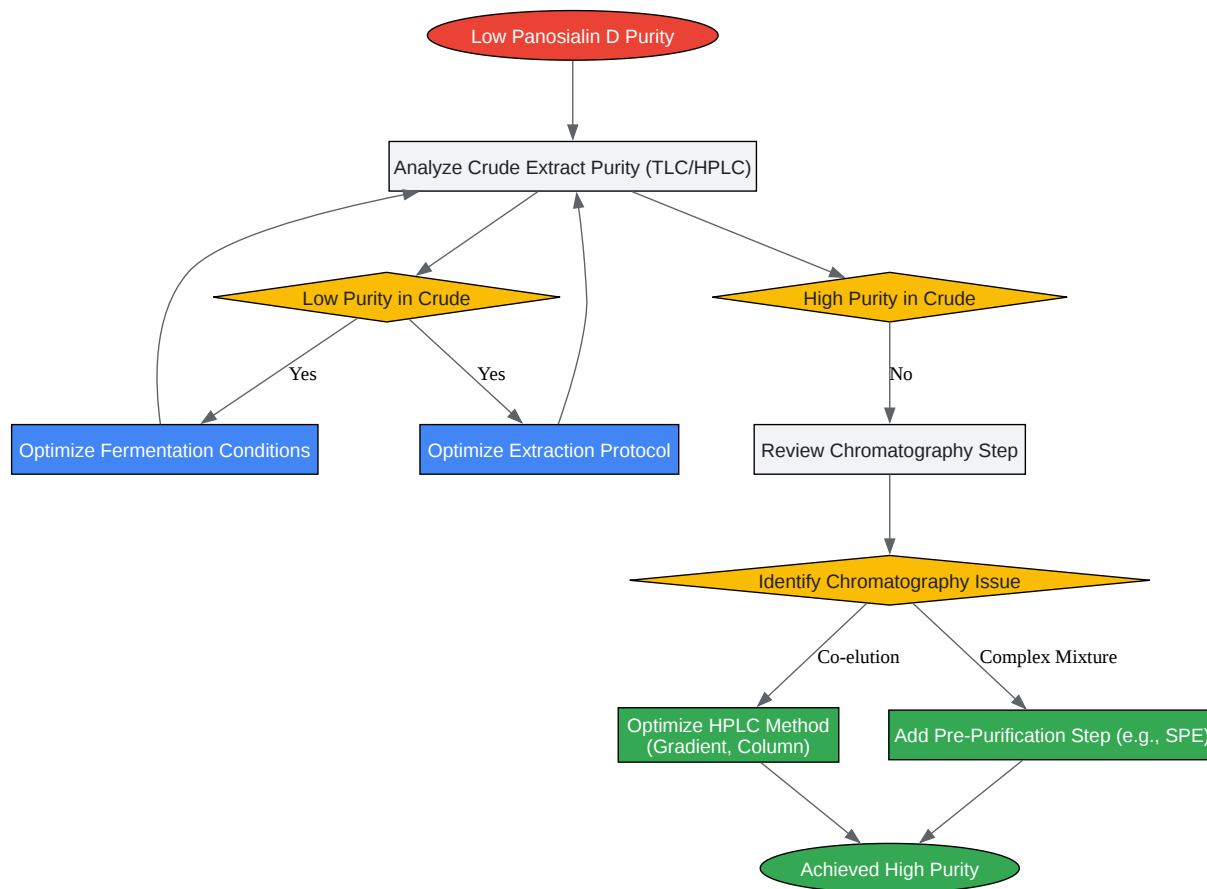 Low Panosialin D Purity
Analyze Crude Extract Purity (TLC/HPLC)
Low Purity in Crude
High Purity in Crude
Yes
Yes
No
Optimize Fermentation Conditions
Optimize Extraction Protocol
Review Chromatography Step
Identify Chromatography Issue
Co-elution
Complex Mixture
Optimize HPLC Method
(Gradient, Column)
Add Pre-Purification Step (e.g., SPE)
Achieved High Purity